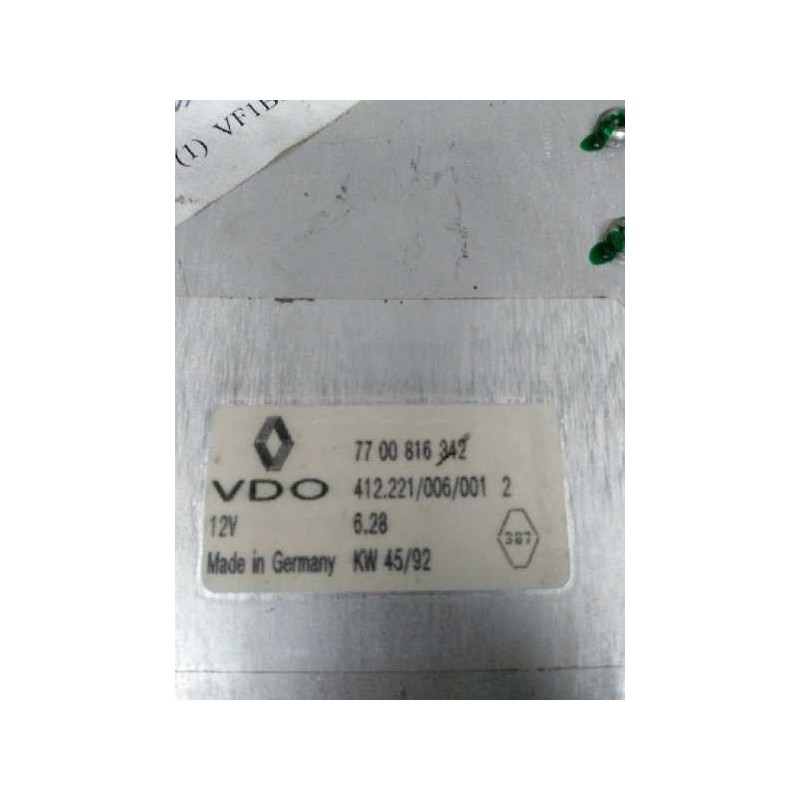 (1) VF1B
77 00 816 342
VDO 412.221/006/001 2
12V 6.28
387
Made in Germany KW 45/92